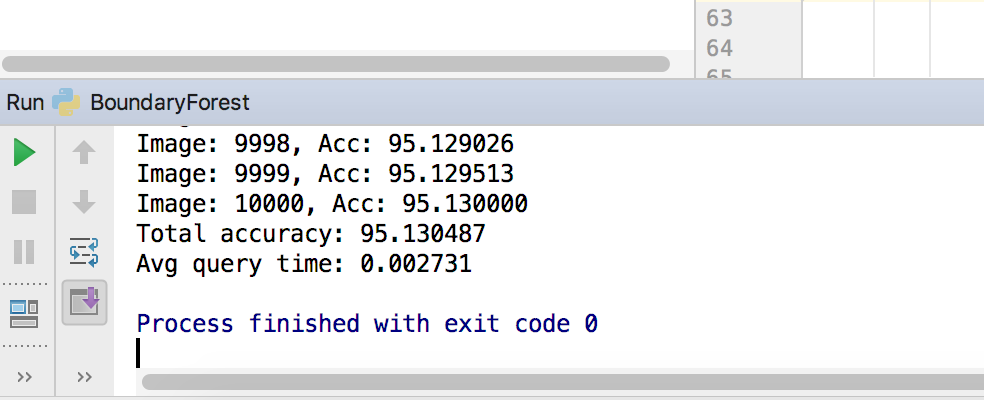 63
64
65
Run BoundaryForest
Image: 9998, Acc: 95.129026
Image: 9999, Acc: 95.129513
Image: 10000, Acc: 95.130000
Total accuracy: 95.130487
Avg query time: 0.002731
Process finished with exit code 0